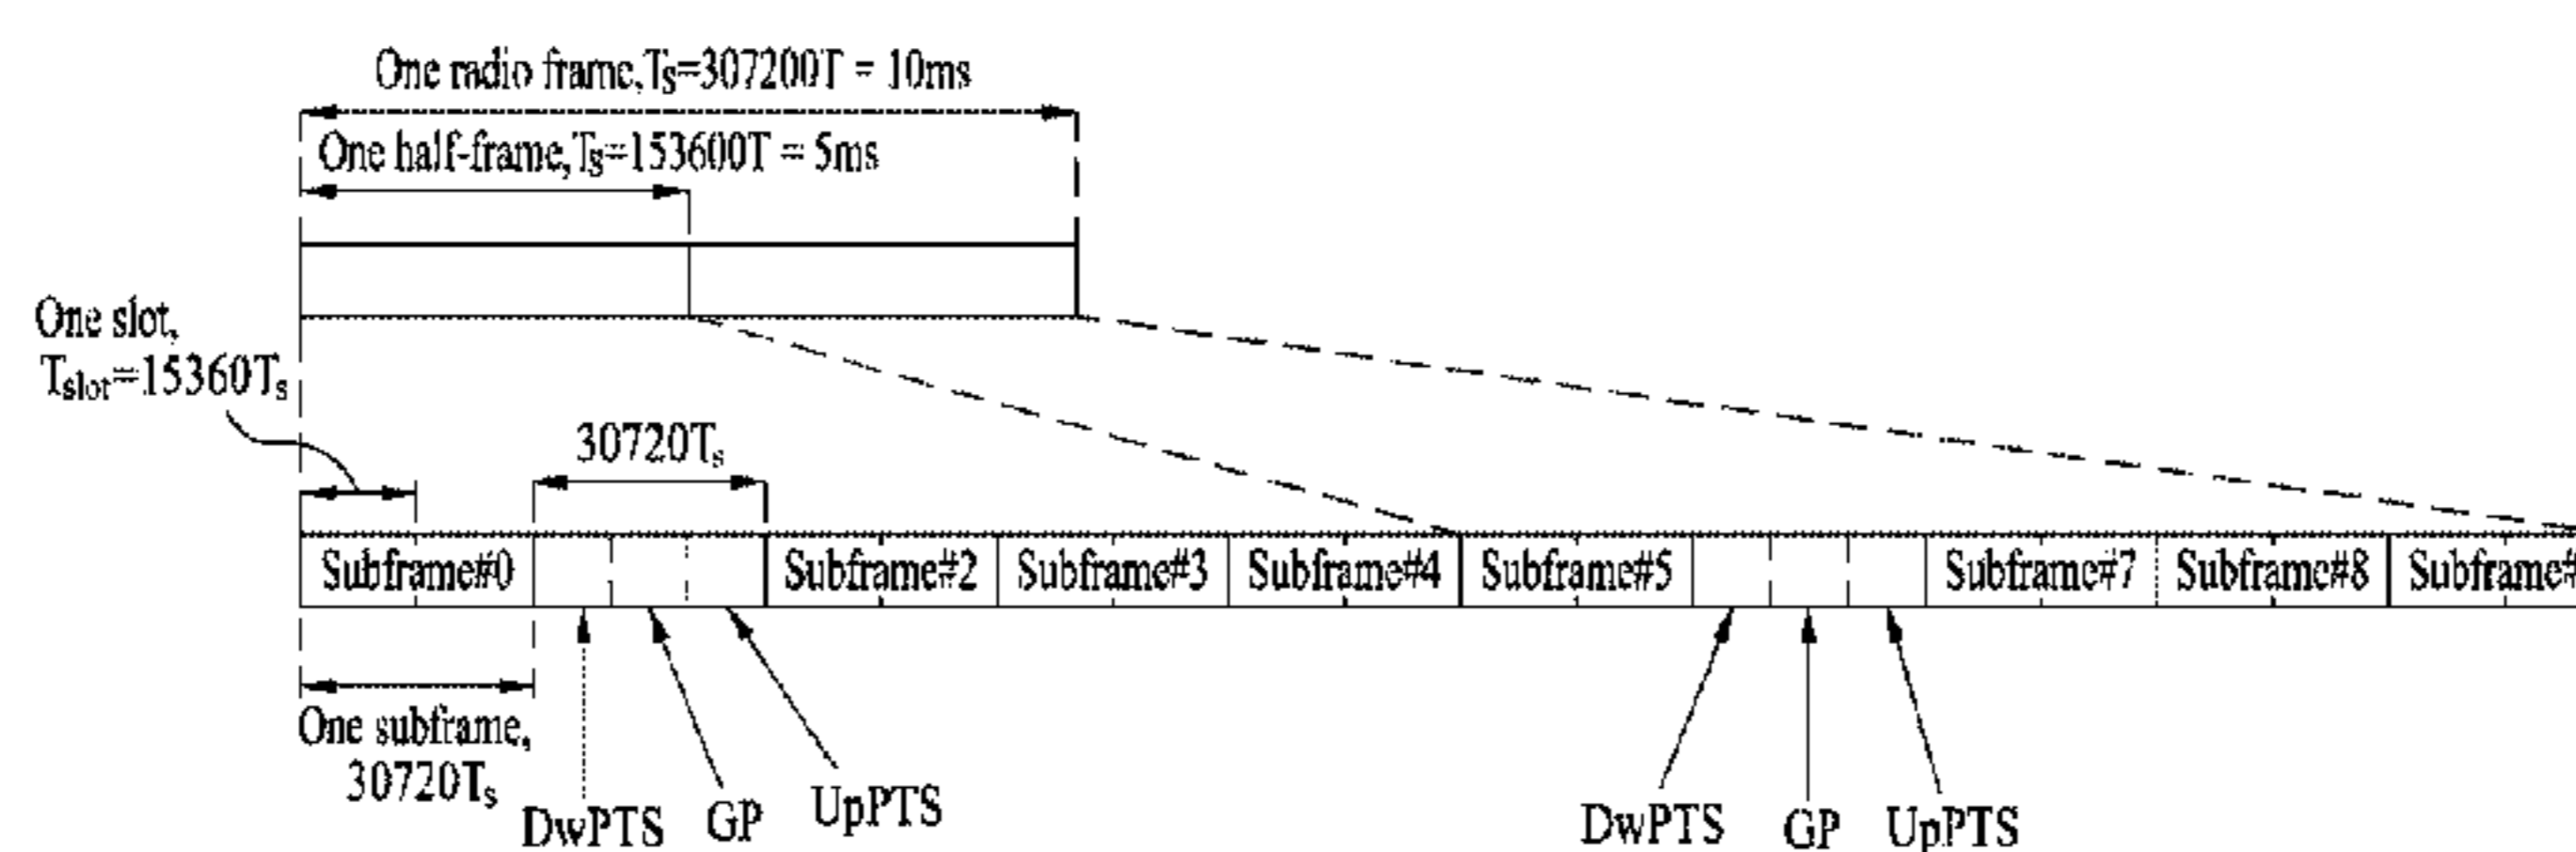 One radio frame,Ts=307200T = 10ms
One half-frame,Ts=153600T = 5ms
One slot,
Tslot=15360Ts
30720Ts
Subframe#0 Subframe#2 Subframe#3 Subframe#4 Subframe#5 Subframe#7 Subframe#8 Subframe#
One subframe,
30720Ts
DwPTS GP UpPTS DwPTS GP UpPTS